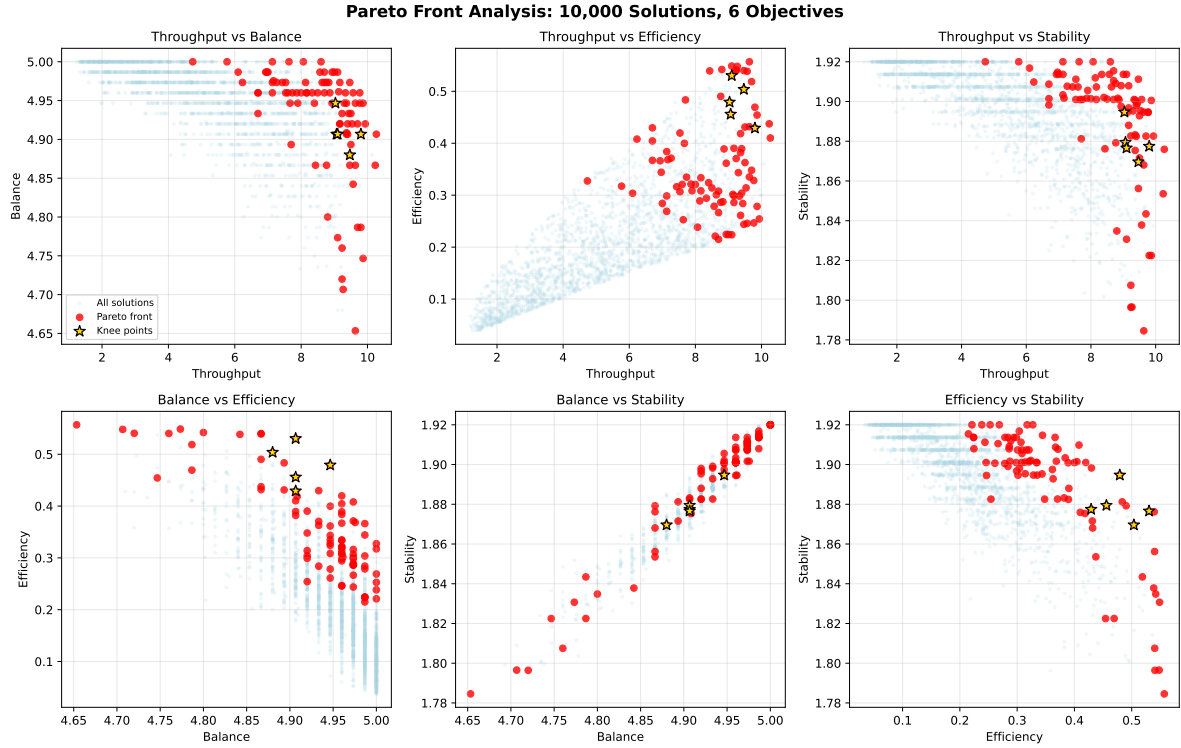 Pareto Front Analysis: 10,000 Solutions, 6 Objectives
Throughput vs Balance
5.00
4.95
4.90
4.85
4.80
4.75
4.70
4.65
Balance
All solutions
Pareto front
Knee points
2 4 6 8 10
Throughput
Throughput vs Efficiency
0.5
0.4
0.3
0.2
0.1
Efficiency
2 4 6 8 10
Throughput
Throughput vs Stability
1.92
1.90
1.88
1.86
1.84
1.82
1.80
1.78
Stability
2 4 6 8 10
Throughput
Balance vs Efficiency
0.5
0.4
0.3
0.2
0.1
Efficiency
4.65 4.70 4.75 4.80 4.85 4.90 4.95 5.00
Balance
Balance vs Stability
1.92
1.90
1.88
1.86
1.84
1.82
1.80
1.78
Stability
4.65 4.70 4.75 4.80 4.85 4.90 4.95 5.00
Balance
Efficiency vs Stability
1.92
1.90
1.88
1.86
1.84
1.82
1.80
1.78
Stability
0.1 0.2 0.3 0.4 0.5
Efficiency